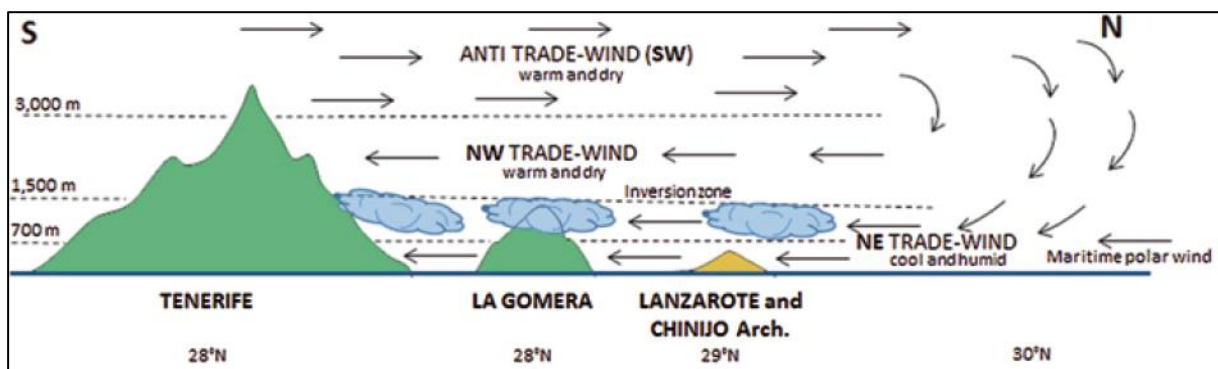 S
N
ANTI TRADE-WIND (SW)
warm and dry
3,000 m
NW TRADE-WIND
warm and dry
1,500 m
Inversion zone
700 m
NE TRADE-WIND
cool and humid
Maritime polar wind
TENERIFE
LA GOMERA
LANZAROTE and
CHINIJO Arch.
28°N
28°N
29°N
30°N